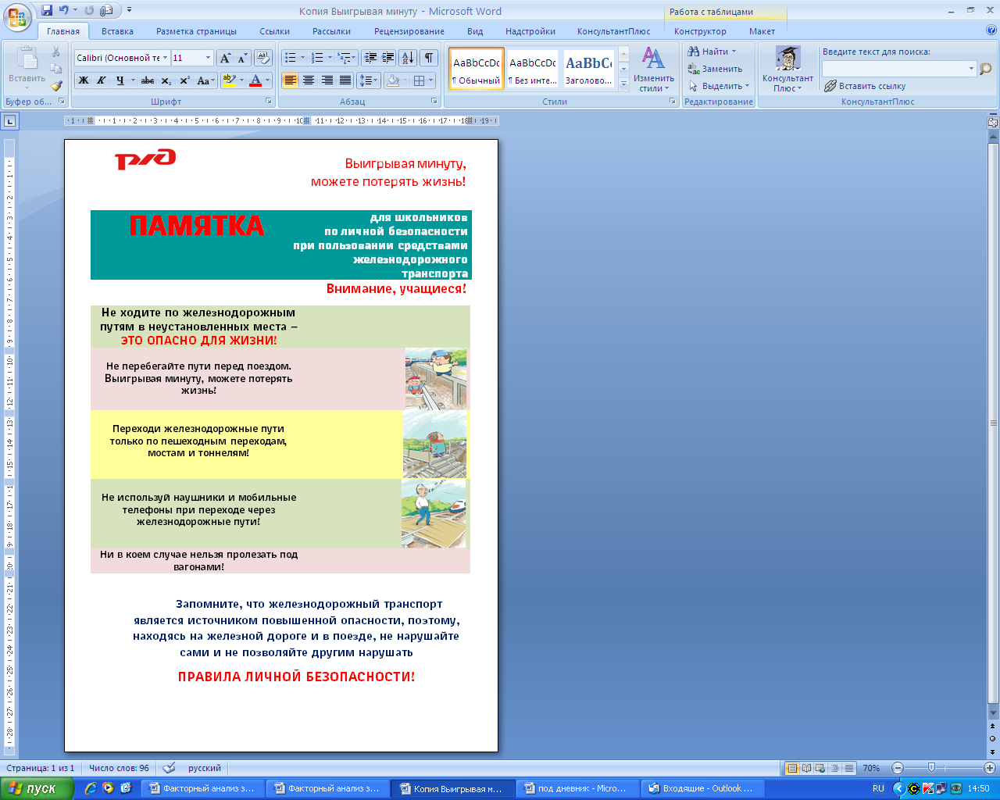 Копия Выигрывая минуту - Microsoft Word
Работа с таблицами
Главная Вставка Разметка страницы Ссылки Рассылки Рецензирование Вид Надстройки КонсультантПлюс Конструктор Макет
Вставить
Буфер об...
Calibri (Основной те 11
Ж К Ч abc x₂ x² Aa
Шрифт
Абзац
AaBbCcDc AaBbCcDc AaBbCc
¶ Обычный ¶ Без инте... Заголово...
Изменить стили
Стили
Найти
Заменить
Выделить
Редактирование
Консультант Плюс
Введите текст для поиска:
Вставить ссылку
КонсультантПлюс
РЖД
Выигрывая минуту,
можете потерять жизнь!
ПАМЯТКА
для школьников
по личной безопасности
при пользовании средствами
железнодорожного
транспорта
Внимание, учащиеся!
Не ходите по железнодорожным
путям в неустановленных места –
ЭТО ОПАСНО ДЛЯ ЖИЗНИ!
Не перебегайте пути перед поездом.
Выигрывая минуту, можете потерять
жизнь!
Переходи железнодорожные пути
только по пешеходным переходам,
мостам и тоннелям!
Не используй наушники и мобильные
телефоны при переходе через
железнодорожные пути!
Ни в коем случае нельзя пролезать под
вагонами!
Запомните, что железнодорожный транспорт
является источником повышенной опасности, поэтому,
находясь на железной дороге и в поезде, не нарушайте
сами и не позволяйте другим нарушать
ПРАВИЛА ЛИЧНОЙ БЕЗОПАСНОСТИ!
Страница: 1 из 1 Число слов: 96 русский 70%
пуск Факторный анализ з... Факторный анализ з... Копия Выигрывая м... под дневник - Micro... Входящие - Outlook ... RU 14:50